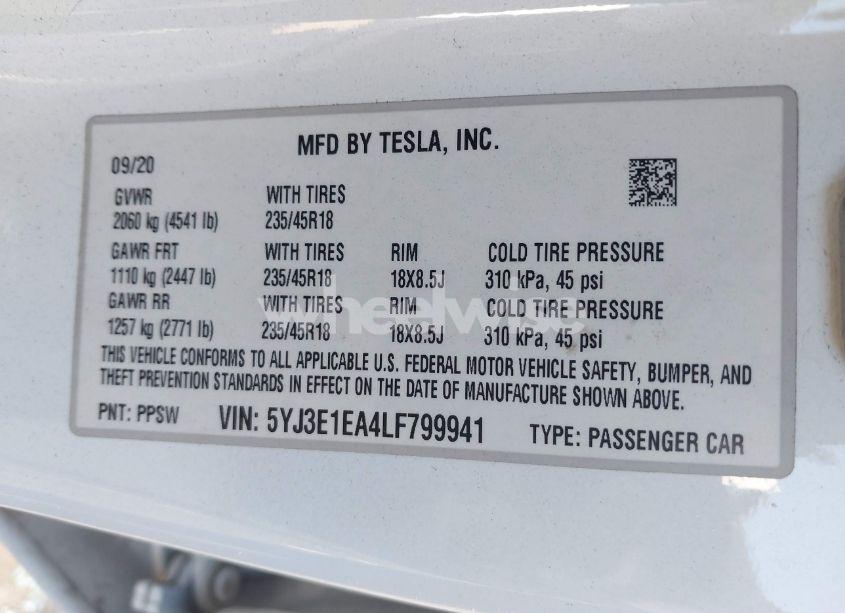 MFD BY TESLA, INC.
09/20
GVWR WITH TIRES
2060 kg (4541 lb) 235/45R18
GAWR FRT WITH TIRES RIM COLD TIRE PRESSURE
1110 kg (2447 lb) 235/45R18 18X8.5J 310 kPa, 45 psi
GAWR RR WITH TIRES RIM COLD TIRE PRESSURE
1257 kg (2771 lb) 235/45R18 18X8.5J 310 kPa, 45 psi
wheelwise
THIS VEHICLE CONFORMS TO ALL APPLICABLE U.S. FEDERAL MOTOR VEHICLE SAFETY, BUMPER, AND
THEFT PREVENTION STANDARDS IN EFFECT ON THE DATE OF MANUFACTURE SHOWN ABOVE.
PNT: PPSW VIN: 5YJ3E1EA4LF799941 TYPE: PASSENGER CAR